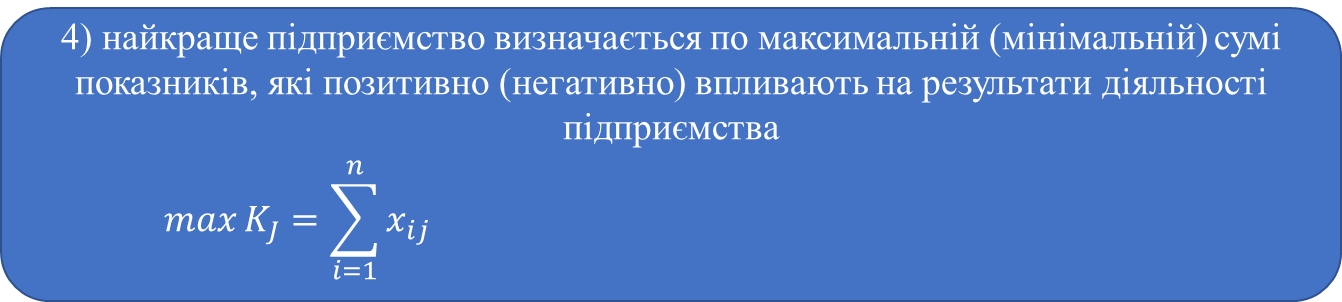 4) найкраще підприємство визначається по максимальній (мінімальній) сумі
показників, які позитивно (негативно) впливають на результати діяльності
підприємства
n
max K_J = ∑ x_{ij}
i=1